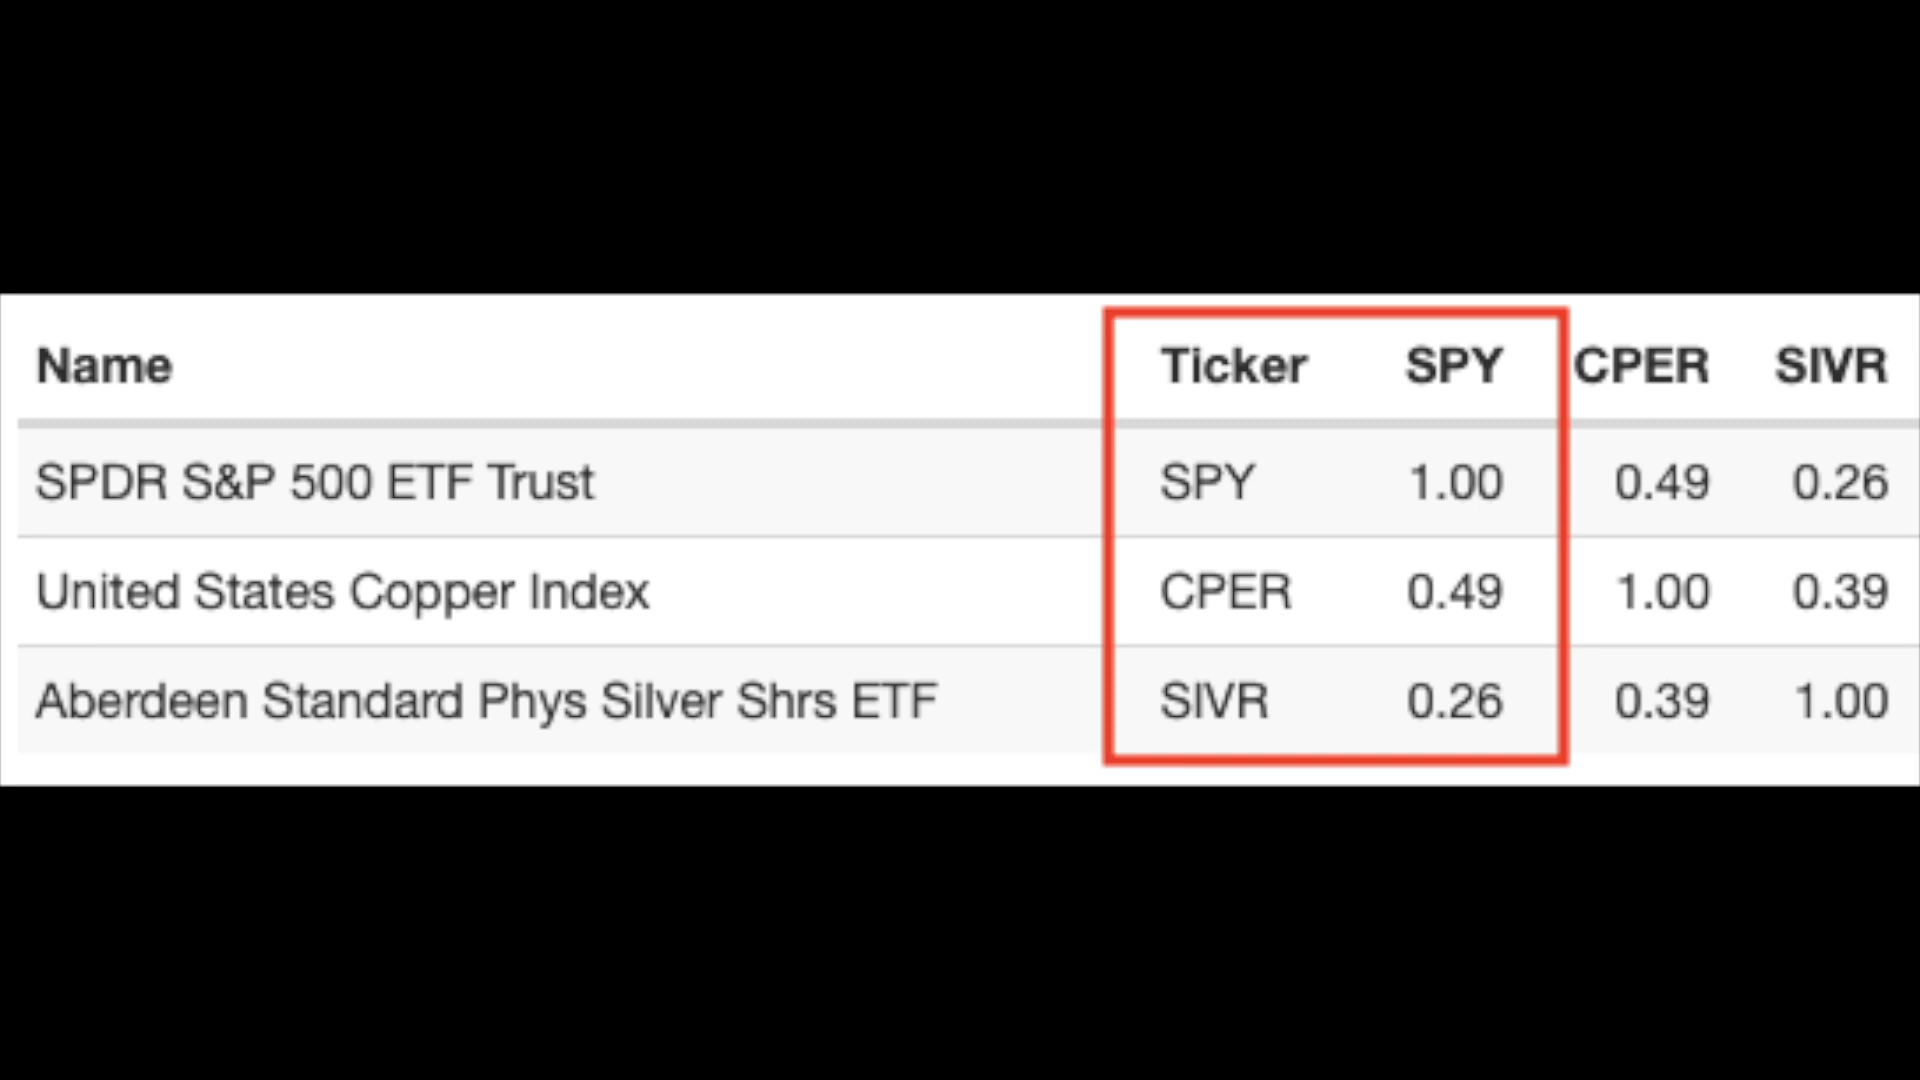 Name Ticker SPY CPER SIVR
SPDR S&P 500 ETF Trust SPY 1.00 0.49 0.26
United States Copper Index CPER 0.49 1.00 0.39
Aberdeen Standard Phys Silver Shrs ETF SIVR 0.26 0.39 1.00